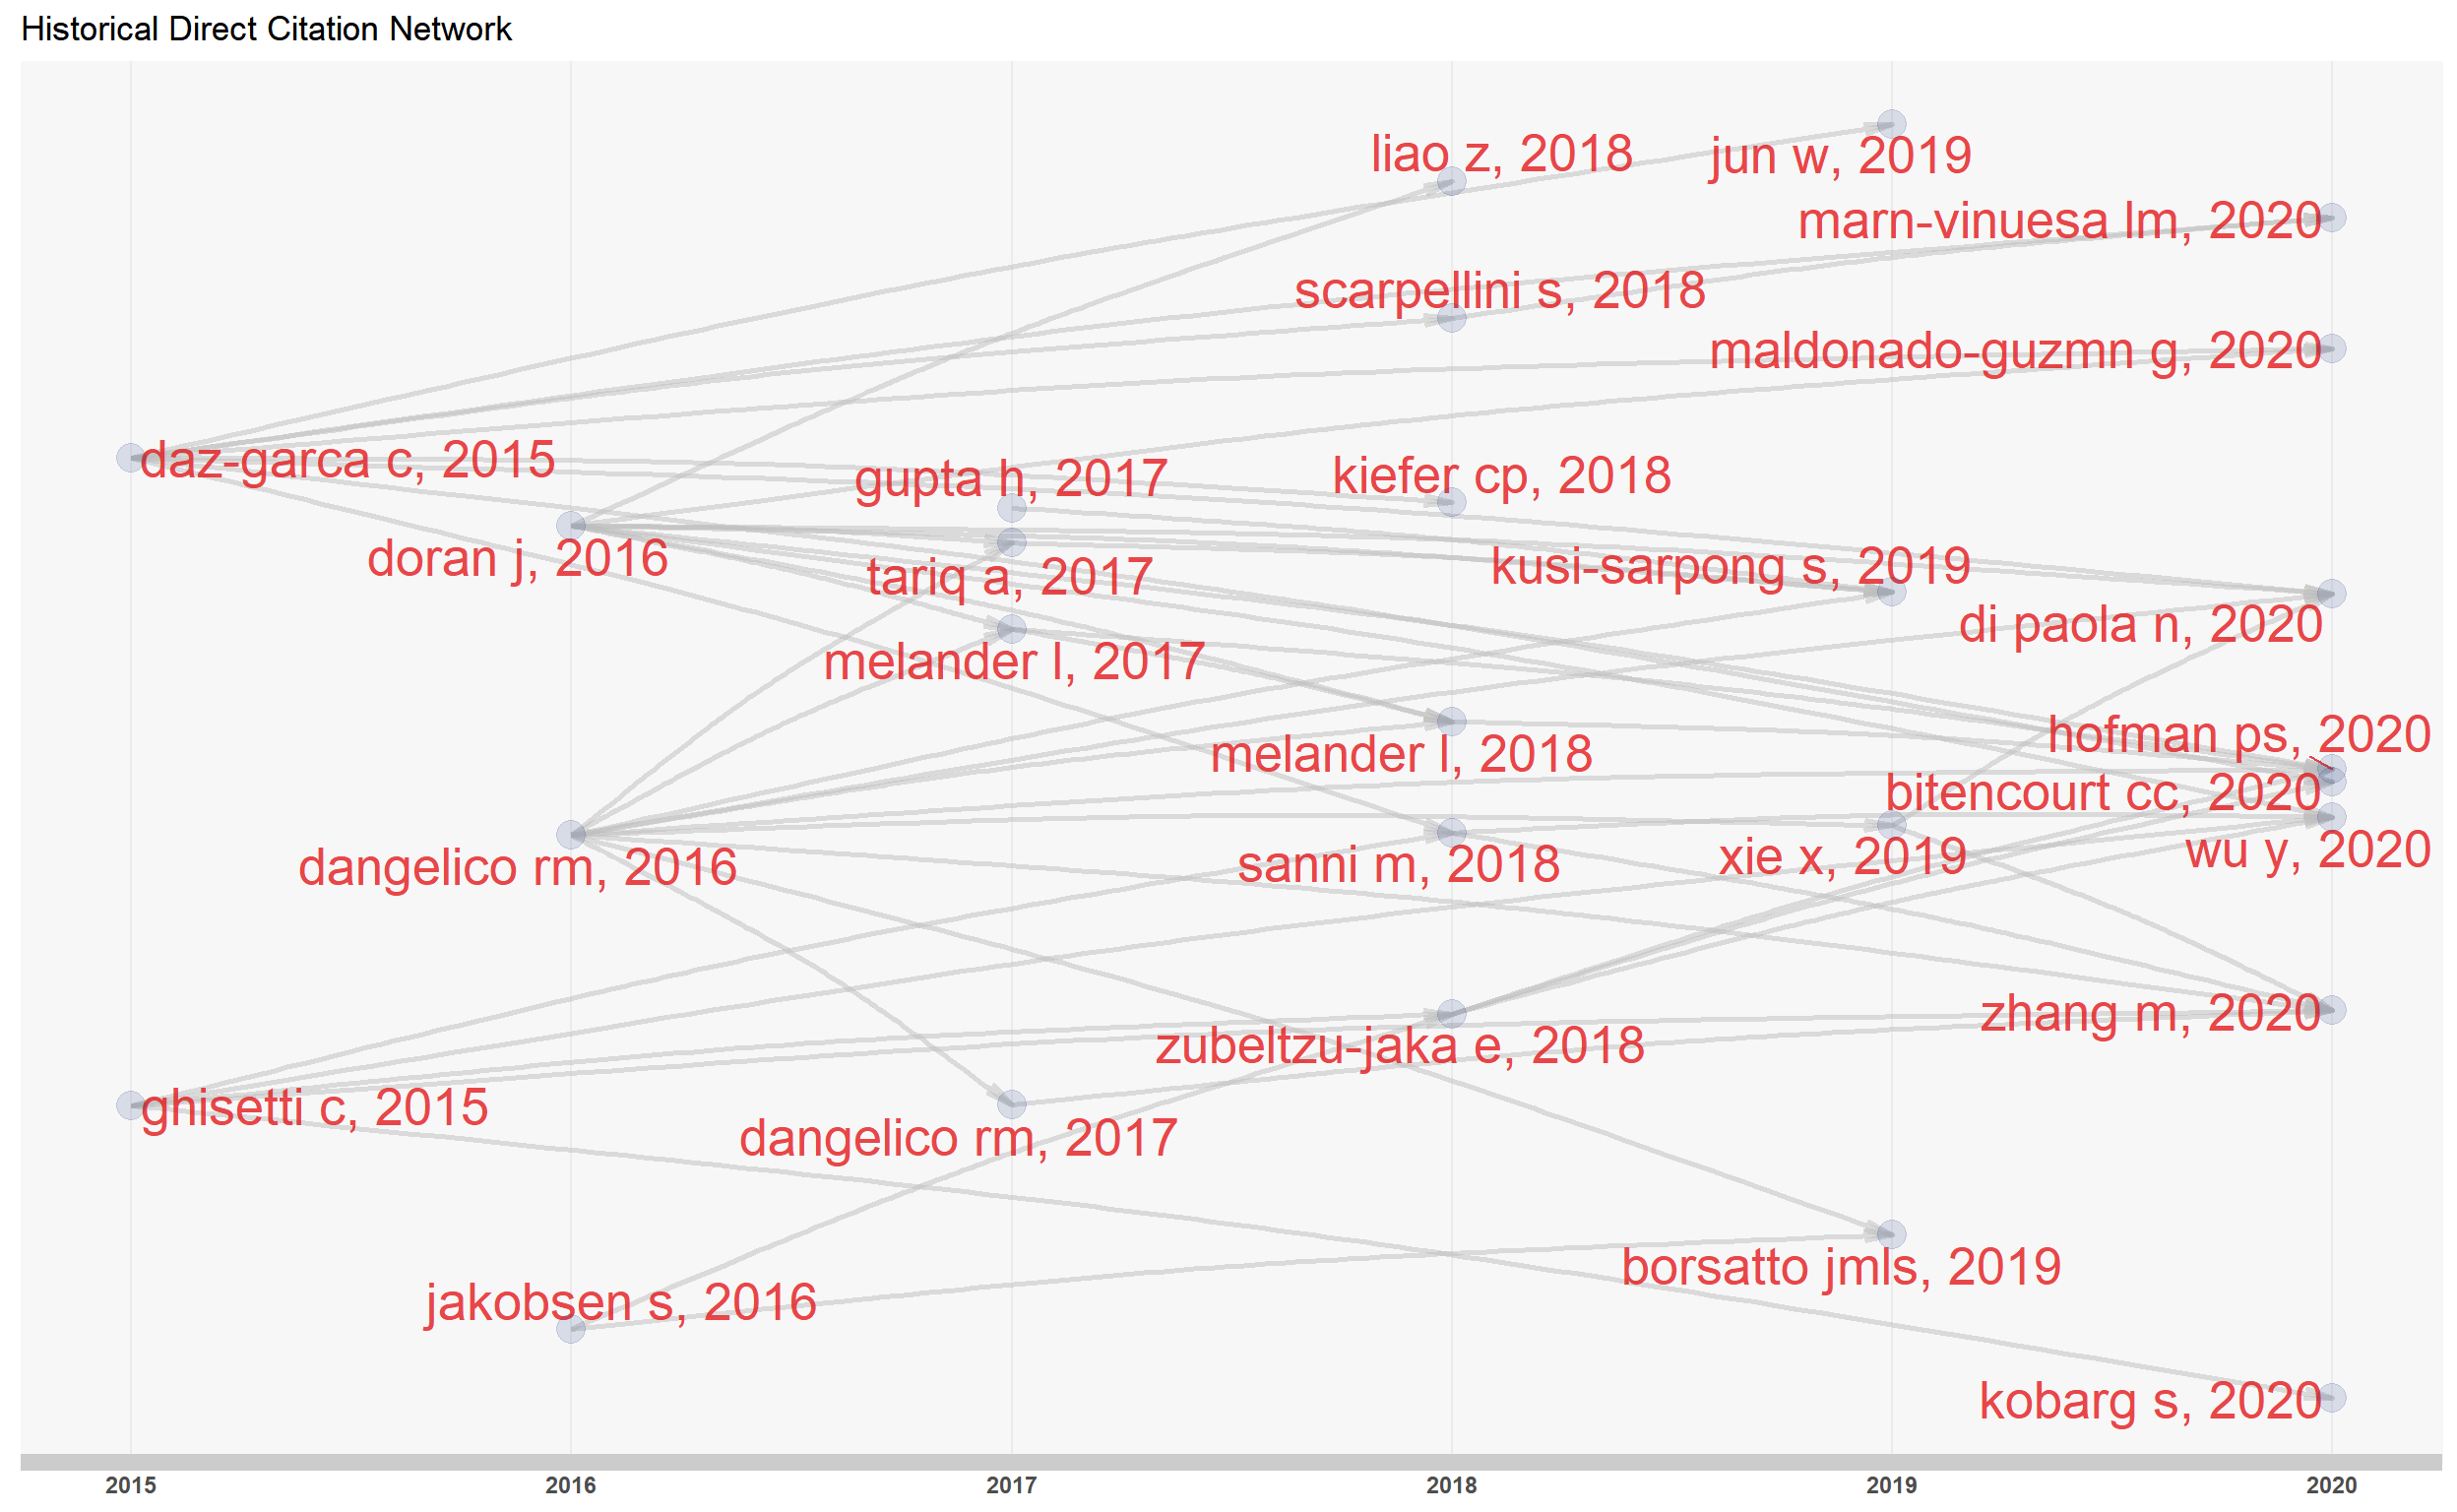 Historical Direct Citation Network
liao z, 2018
jun w, 2019
marn-vinuesa lm, 2020
scarpellini s, 2018
maldonado-guzmn g, 2020
daz-garca c, 2015
gupta h, 2017
kiefer cp, 2018
doran j, 2016
tariq a, 2017
kusi-sarpong s, 2019
di paola n, 2020
melander l, 2017
hofman ps, 2020
melander l, 2018
bitencourt cc, 2020
dangelico rm, 2016
sanni m, 2018
xie x, 2019
wu y, 2020
zhang m, 2020
zubeltzu-jaka e, 2018
ghisetti c, 2015
dangelico rm, 2017
borsatto jmls, 2019
jakobsen s, 2016
kobarg s, 2020
2015 2016 2017 2018 2019 2020